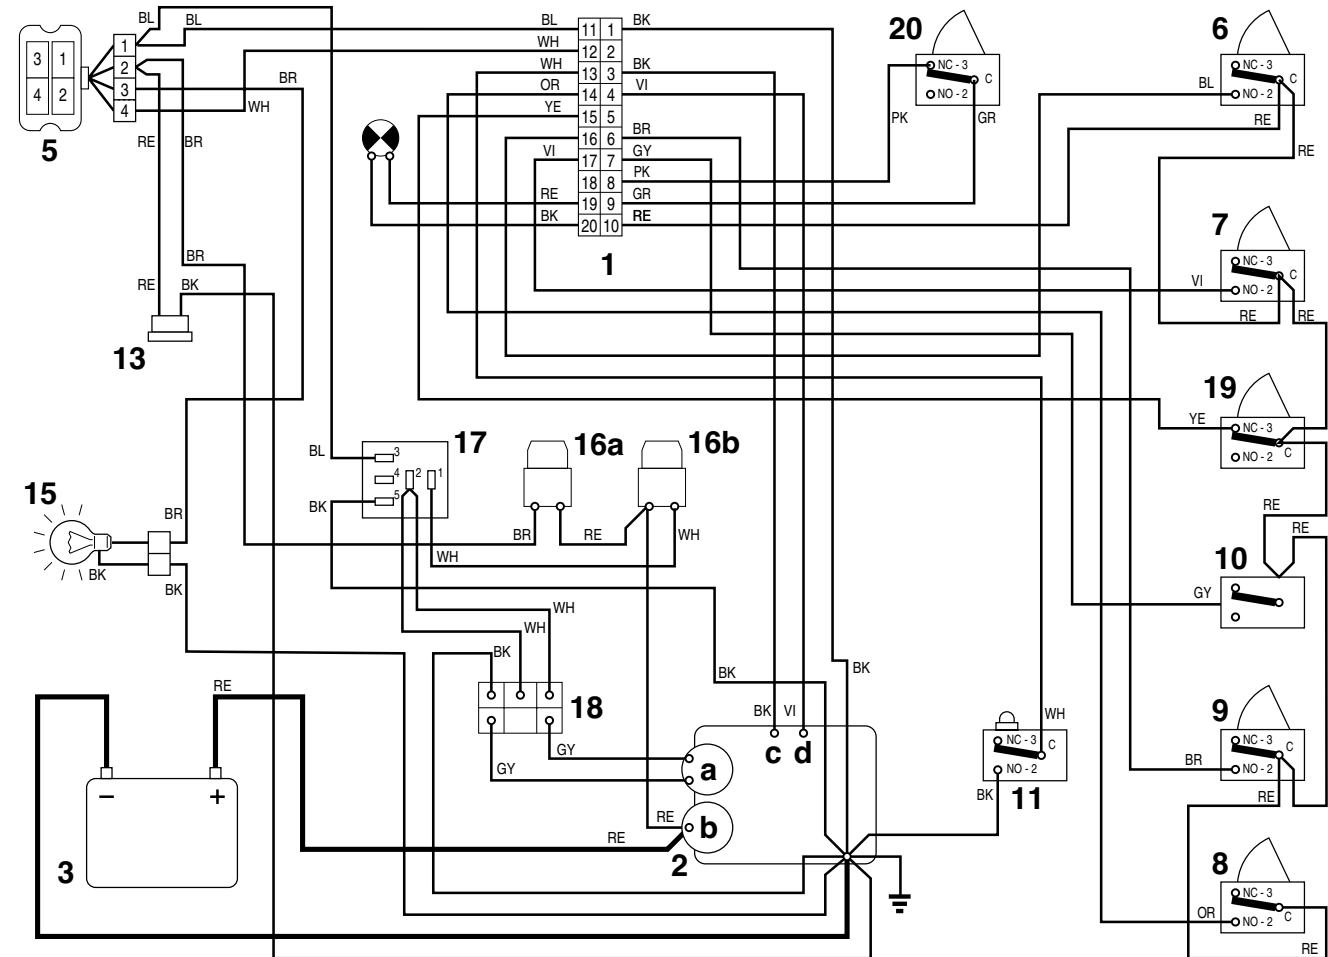 BL
BL
BL
11 1
BK
WH
12 2
WH
13 3
BK
OR
14 4
VI
YE
15 5
16 6
BR
VI
17 7
GY
18 8
PK
RE
19 9
GR
BK
20 10
RE
1
3 1
4 2
5
1
2
3
4
BR
WH
RE
BR
BR
RE
BK
13
20
NC - 3
C
NO - 2
PK
GR
6
NC - 3
C
NO - 2
BL
RE
RE
7
NC - 3
C
NO - 2
VI
RE
RE
19
YE
NC - 3
C
NO - 2
RE
RE
10
GY
17
BL
3
4
2
1
5
BK
WH
16a
16b
BR
RE
WH
15
BR
BK
BK
WH
WH
BK
18
GY
GY
BK
BK
BK
VI
c
d
a
b
RE
2
RE
RE
−
+
3
WH
NC - 3
C
NO - 2
BK
11
9
NC - 3
C
NO - 2
BR
RE
8
NC - 3
C
NO - 2
OR
RE